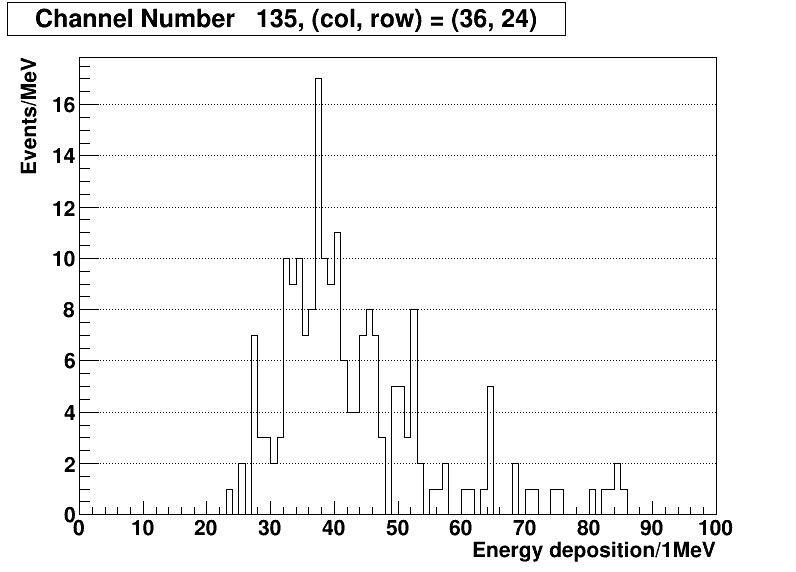 Channel Number 135, (col, row) = (36, 24)
Events/MeV
16
14
12
10
8
6
4
2
0
0 10 20 30 40 50 60 70 80 90 100
Energy deposition/1MeV